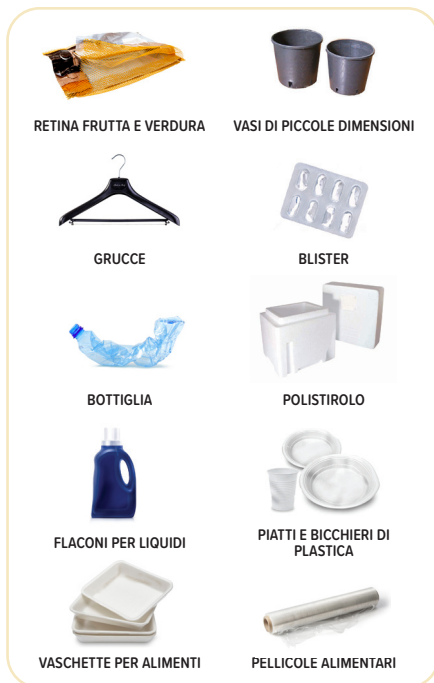 RETINA FRUTTA E VERDURA
VASI DI PICCOLE DIMENSIONI
GRUCCE
BLISTER
BOTTIGLIA
POLISTIROLO
FLACONI PER LIQUIDI
PIATTI E BICCHIERI DI
PLASTICA
VASCHETTE PER ALIMENTI
PELLICOLE ALIMENTARI